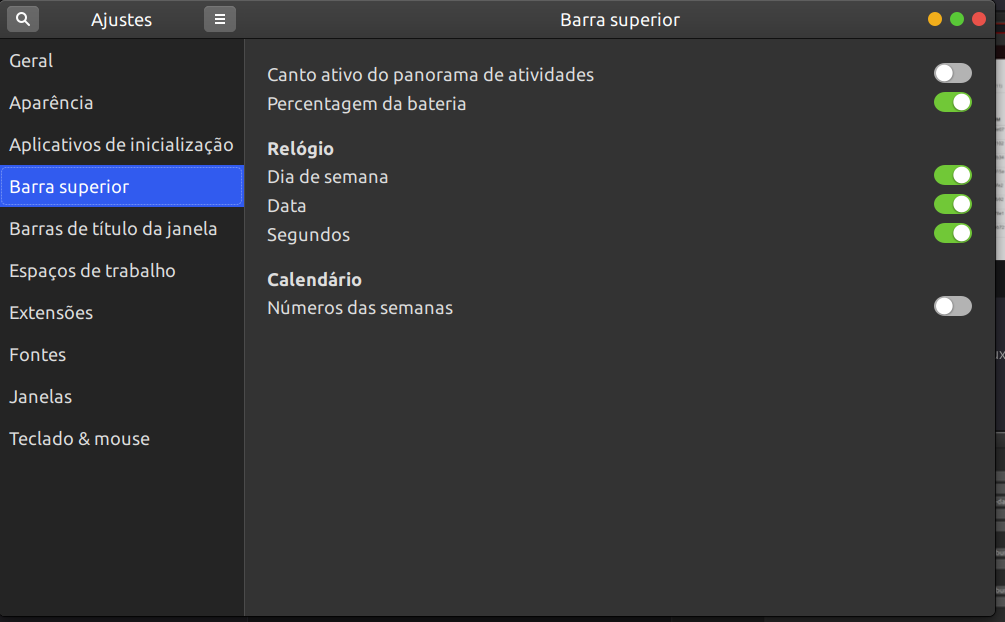 Ajustes
Barra superior
Geral
Aparência
Aplicativos de inicialização
Barra superior
Barras de título da janela
Espaços de trabalho
Extensões
Fontes
Janelas
Teclado & mouse
Canto ativo do panorama de atividades
Percentagem da bateria
Relógio
Dia de semana
Data
Segundos
Calendário
Números das semanas